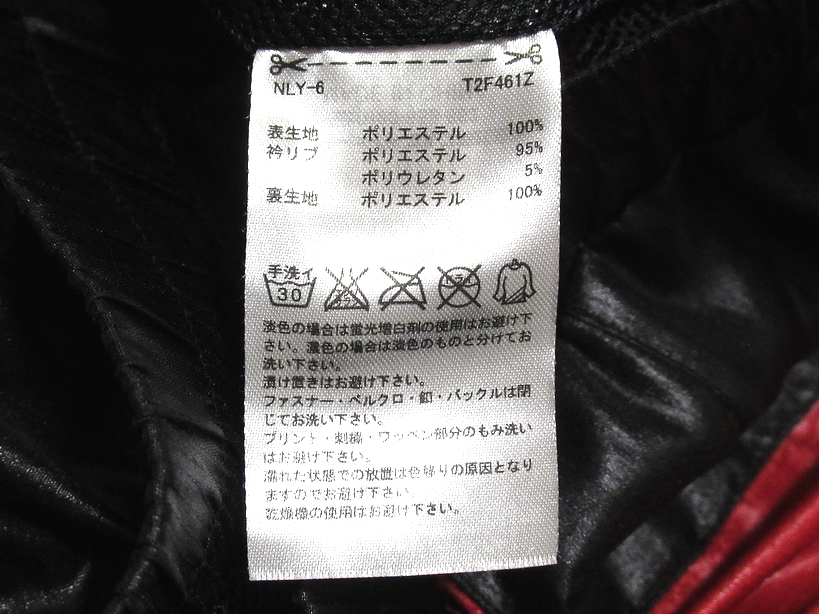 NLY-6 T2F461Z
表生地 ポリエステル 100%
衿リブ ポリエステル 95%
ポリウレタン 5%
裏生地 ポリエステル 100%
手洗イ
30
淡色の場合は蛍光増白剤の使用はお避け下
さい。濃色の場合は淡色のものと分けてお
洗い下さい。
漬け置きはお避け下さい。
ファスナー・ベルクロ・釦・バックルは閉
じてお洗い下さい。
プリント・刺繍・ワッペン部分のもみ洗い
はお避け下さい。
濡れた状態での放置は色移りの原因となり
ますのでお避け下さい。
乾燥機の使用はお避け下さい。